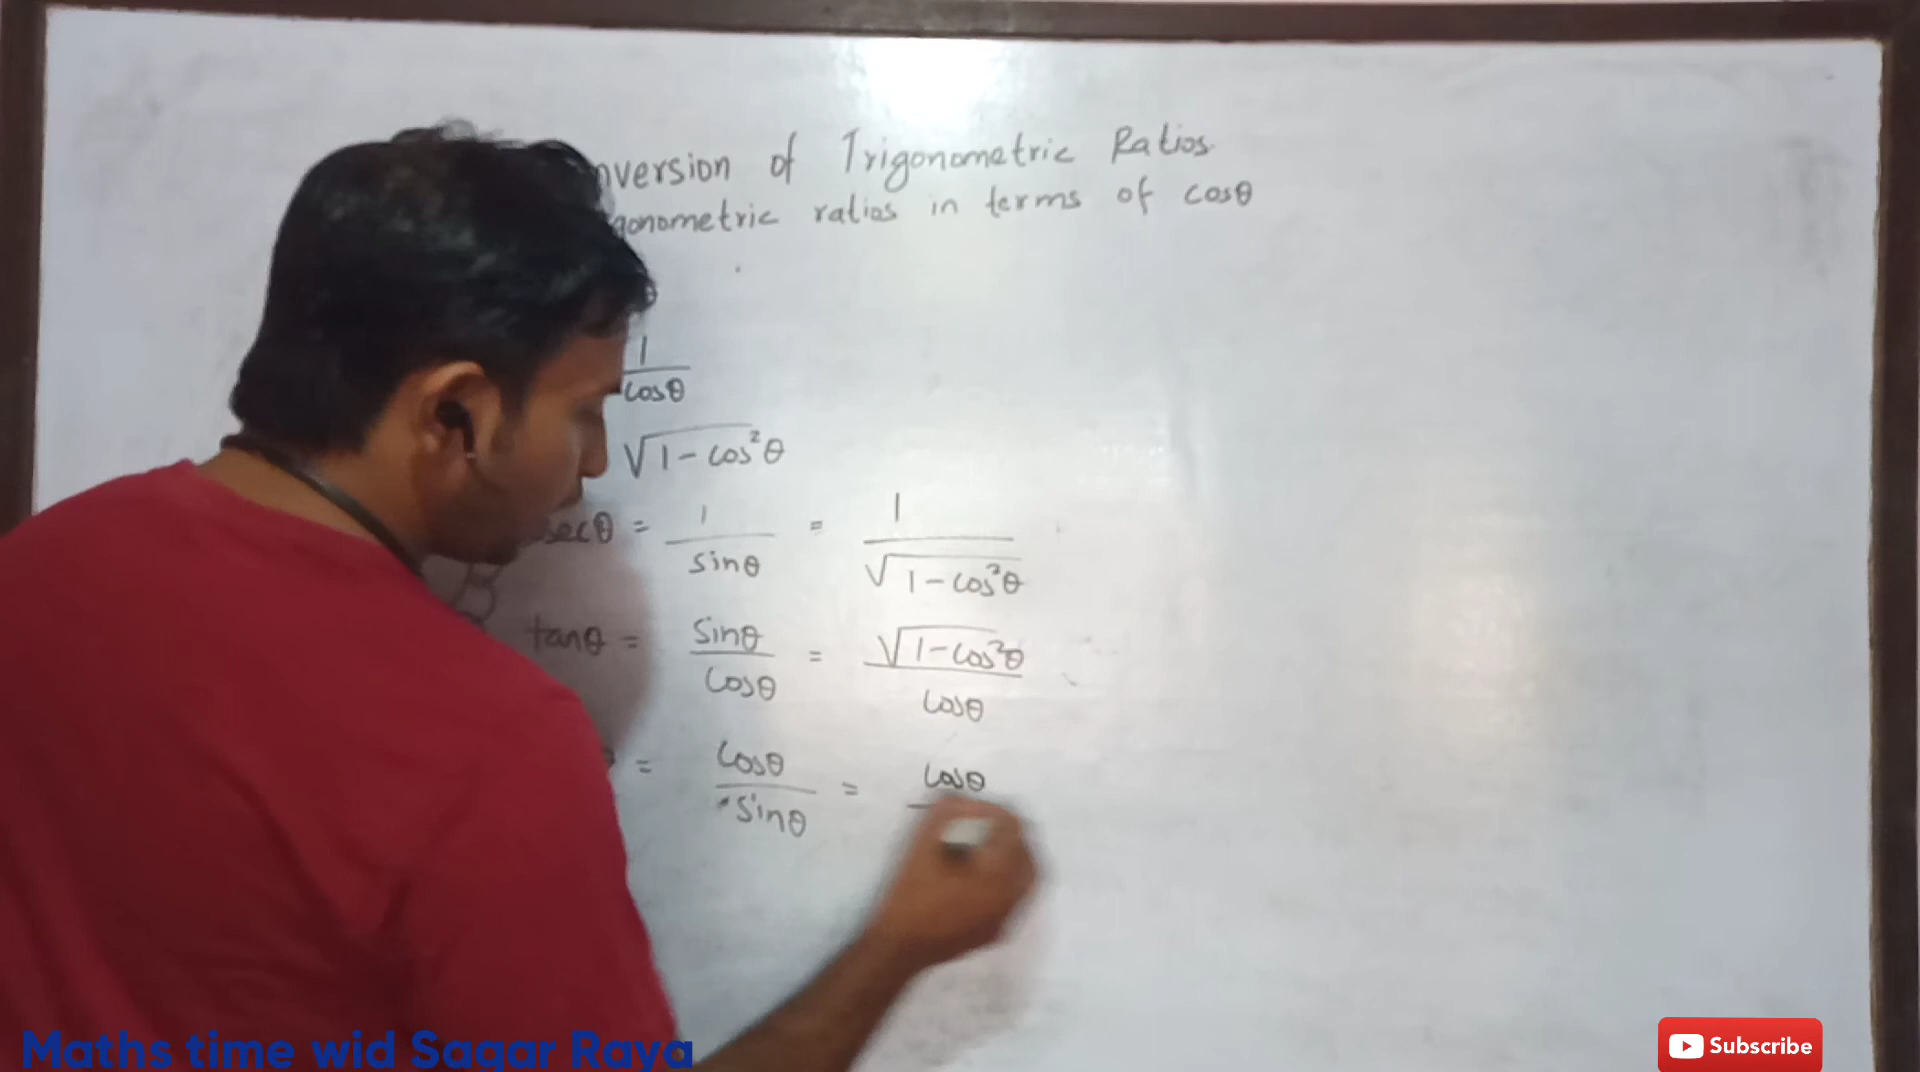 nversion of Trigonometric Ratios
gonometric ratios in terms of cosθ
θ
1/cosθ
√1-cos²θ
secθ = 1/sinθ = 1/√1-cos²θ
tanθ = sinθ/cosθ = √1-cos²θ/cosθ
= cosθ/sinθ = cosθ
Maths time wid Sagar Raya
Subscribe